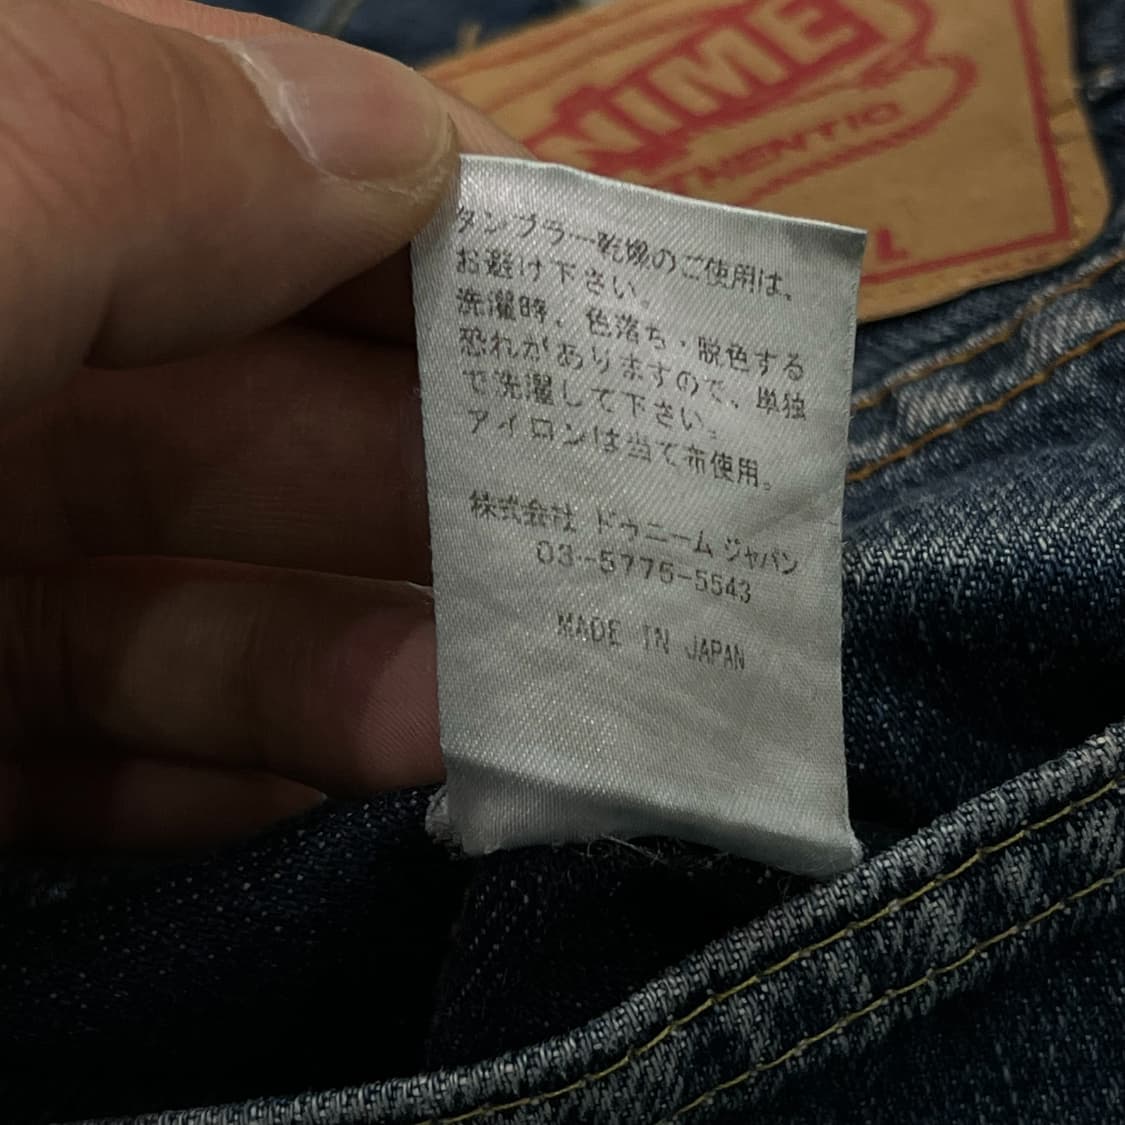 NIME
THENTIC
L
タンブラー乾燥のご使用は、
お避け下さい。
洗濯時、色落ち・脱色する
恐れがありますので、単独
で洗濯して下さい。
アイロンは当て布使用。
株式会社 ドゥニーム ジャパン
03-5775-5543
MADE IN JAPAN